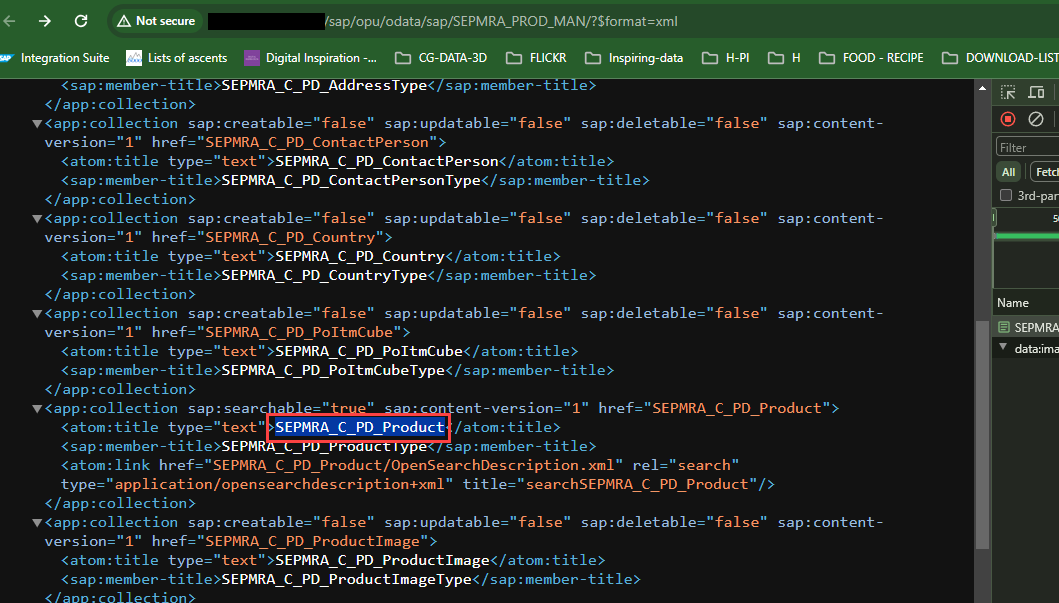 Not secure /sap/opu/odata/sap/SEPMRA_PROD_MAN/?$format=xml
SAP Integration Suite Lists of ascents Digital Inspiration -... CG-DATA-3D FLICKR Inspiring-data H-PI H FOOD - RECIPE DOWNLOAD-LIST
<sap:member-title>SEPMRA_C_PD_AddressType</sap:member-title>
</app:collection>
▼<app:collection sap:creatable="false" sap:updatable="false" sap:deletable="false" sap:content-
version="1" href="SEPMRA_C_PD_ContactPerson">
<atom:title type="text">SEPMRA_C_PD_ContactPerson</atom:title>
<sap:member-title>SEPMRA_C_PD_ContactPersonType</sap:member-title>
</app:collection>
▼<app:collection sap:creatable="false" sap:updatable="false" sap:deletable="false" sap:content-
version="1" href="SEPMRA_C_PD_Country">
<atom:title type="text">SEPMRA_C_PD_Country</atom:title>
<sap:member-title>SEPMRA_C_PD_CountryType</sap:member-title>
</app:collection>
▼<app:collection sap:creatable="false" sap:updatable="false" sap:deletable="false" sap:content-
version="1" href="SEPMRA_C_PD_PoItmCube">
<atom:title type="text">SEPMRA_C_PD_PoItmCube</atom:title>
<sap:member-title>SEPMRA_C_PD_PoItmCubeType</sap:member-title>
</app:collection>
▼<app:collection sap:searchable="true" sap:content-version="1" href="SEPMRA_C_PD_Product">
<atom:title type="text">SEPMRA_C_PD_Product</atom:title>
<sap:member-title>SEPMRA_C_PD_ProductType</sap:member-title>
<atom:link href="SEPMRA_C_PD_Product/OpenSearchDescription.xml" rel="search"
type="application/opensearchdescription+xml" title="searchSEPMRA_C_PD_Product"/>
</app:collection>
▼<app:collection sap:creatable="false" sap:updatable="false" sap:deletable="false" sap:content-
version="1" href="SEPMRA_C_PD_ProductImage">
<atom:title type="text">SEPMRA_C_PD_ProductImage</atom:title>
<sap:member-title>SEPMRA_C_PD_ProductImageType</sap:member-title>
</app:collection>
Filter
All Fetc
3rd-par
5
Name
SEPMRA
data:ima